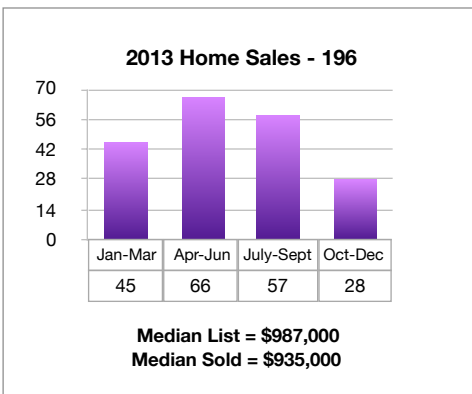 2013 Home Sales - 196
70
56
42
28
14
0
Jan-Mar Apr-Jun July-Sept Oct-Dec
45 66 57 28
Median List = $987,000
Median Sold = $935,000